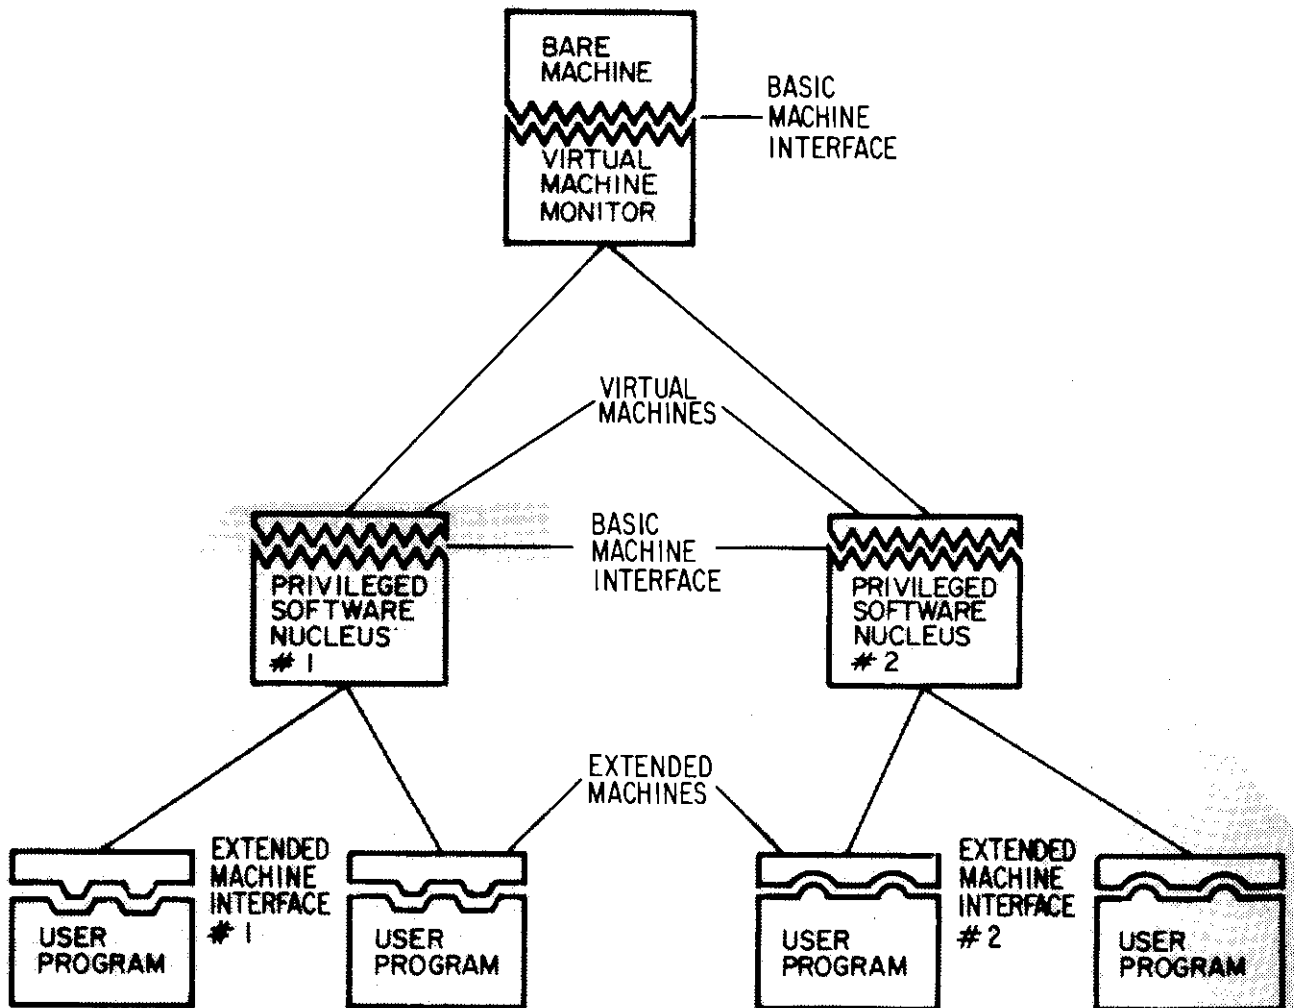 BARE
MACHINE
BASIC
MACHINE
INTERFACE
VIRTUAL
MACHINE
MONITOR
VIRTUAL
MACHINES
BASIC
MACHINE
INTERFACE
PRIVILEGED
SOFTWARE
NUCLEUS
# 1
PRIVILEGED
SOFTWARE
NUCLEUS
# 2
EXTENDED
MACHINES
EXTENDED
MACHINE
INTERFACE
# 1
EXTENDED
MACHINE
INTERFACE
# 2
USER
PROGRAM
USER
PROGRAM
USER
PROGRAM
USER
PROGRAM